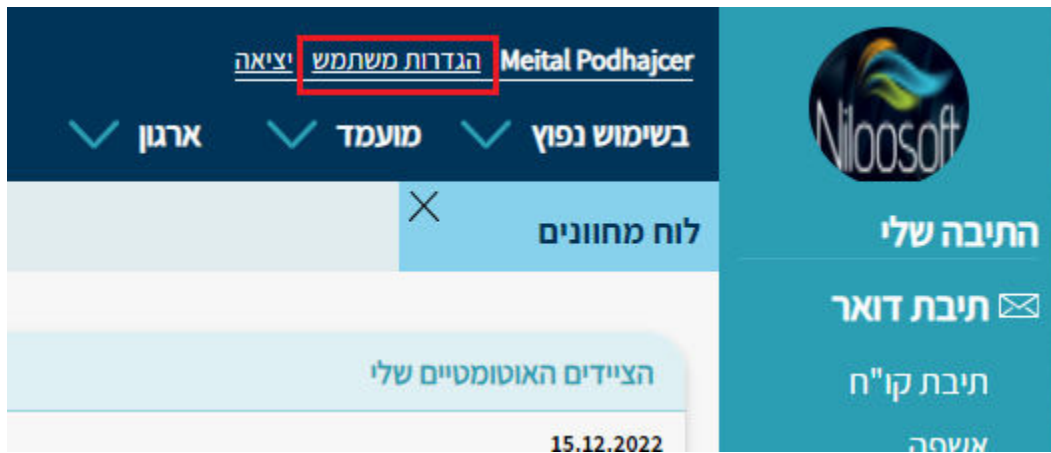 Meital Podhajcer הגדרות משתמש יציאה
בשימוש נפוץ מועמד ארגון
Niloosoft
לוח מחוונים
התיבה שלי
תיבת דואר
הציידים האוטומטיים שלי
תיבת קו"ח
15.12.2022
אשפה